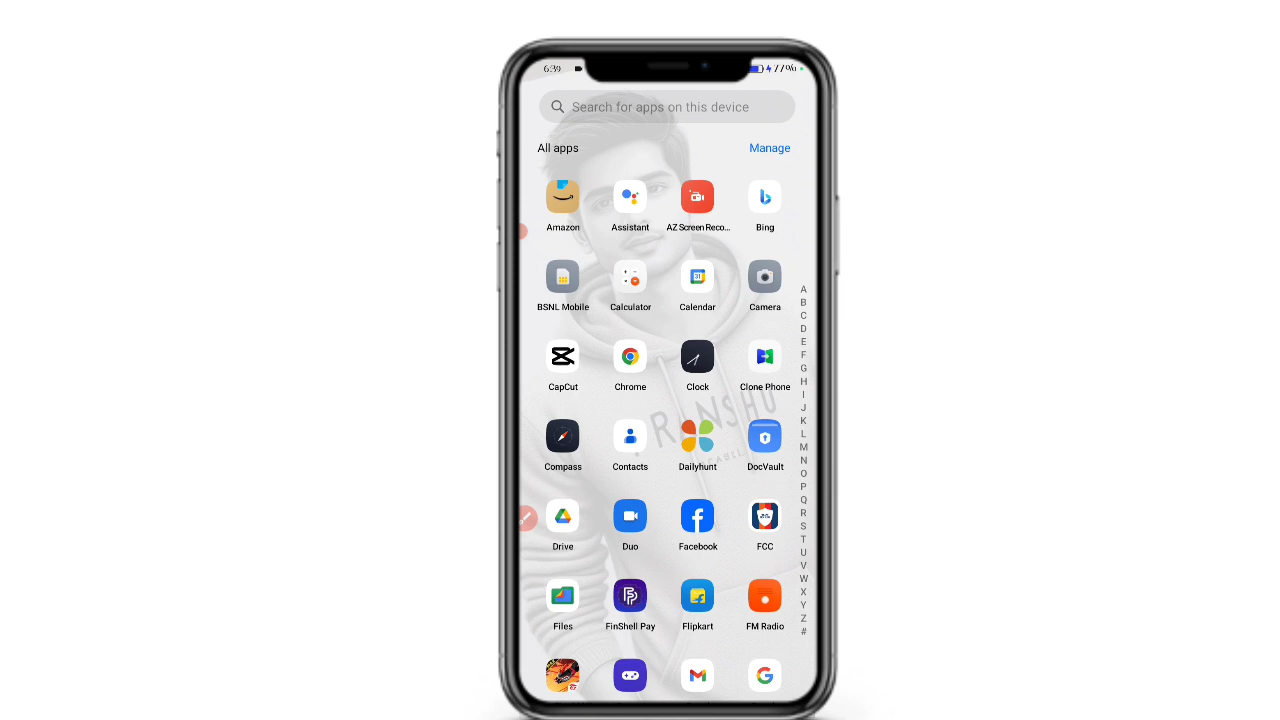 6:39 77%
Search for apps on this device
All apps Manage
Amazon Assistant AZ Screen Reco... Bing
BSNL Mobile Calculator Calendar Camera
CapCut Chrome Clock Clone Phone
RANSHU
Compass Contacts Dailyhunt DocVault
Drive Duo Facebook FCC
Files FinShell Pay Flipkart FM Radio
A
B
C
D
E
F
G
H
I
J
K
L
M
N
O
P
Q
R
S
T
U
V
W
X
Y
Z
#